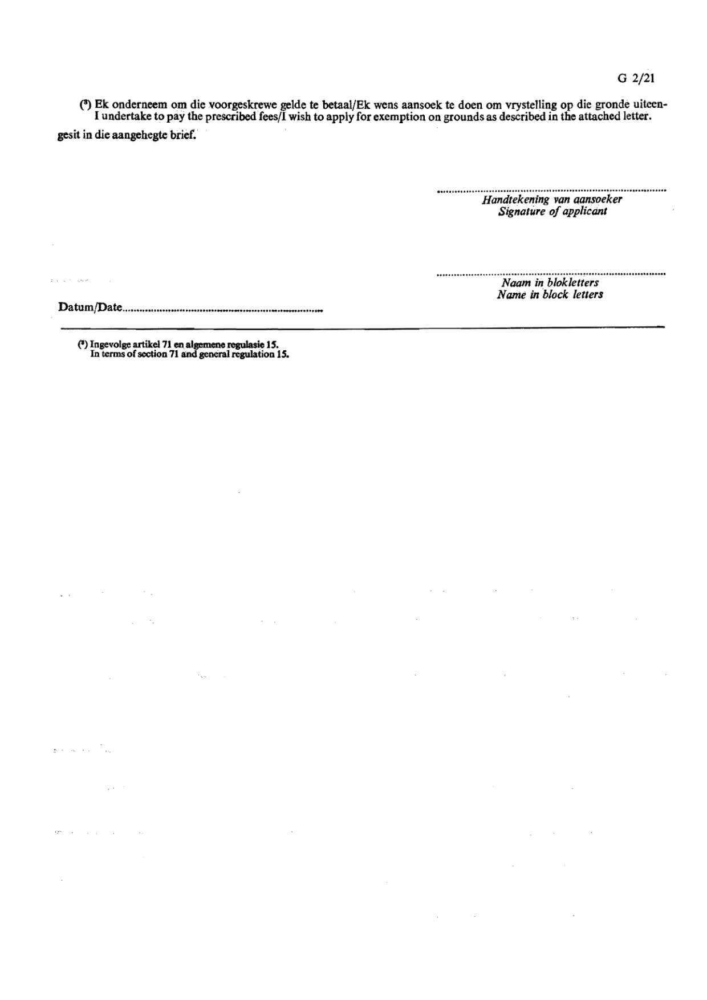 G 2/21
(³) Ek onderneem om die voorgeskrewe gelde te betaal/Ek wens aansoek te doen om vrystelling op die gronde uiteen-
I undertake to pay the prescribed fees/I wish to apply for exemption on grounds as described in the attached letter.
gesit in die aangehegte brief.
Handtekening van aansoeker
Signature of applicant
Naam in blokletters
Name in block letters
Datum/Date
(³) Ingevolge artikel 71 en algemene regulasie 15.
In terms of section 71 and general regulation 15.